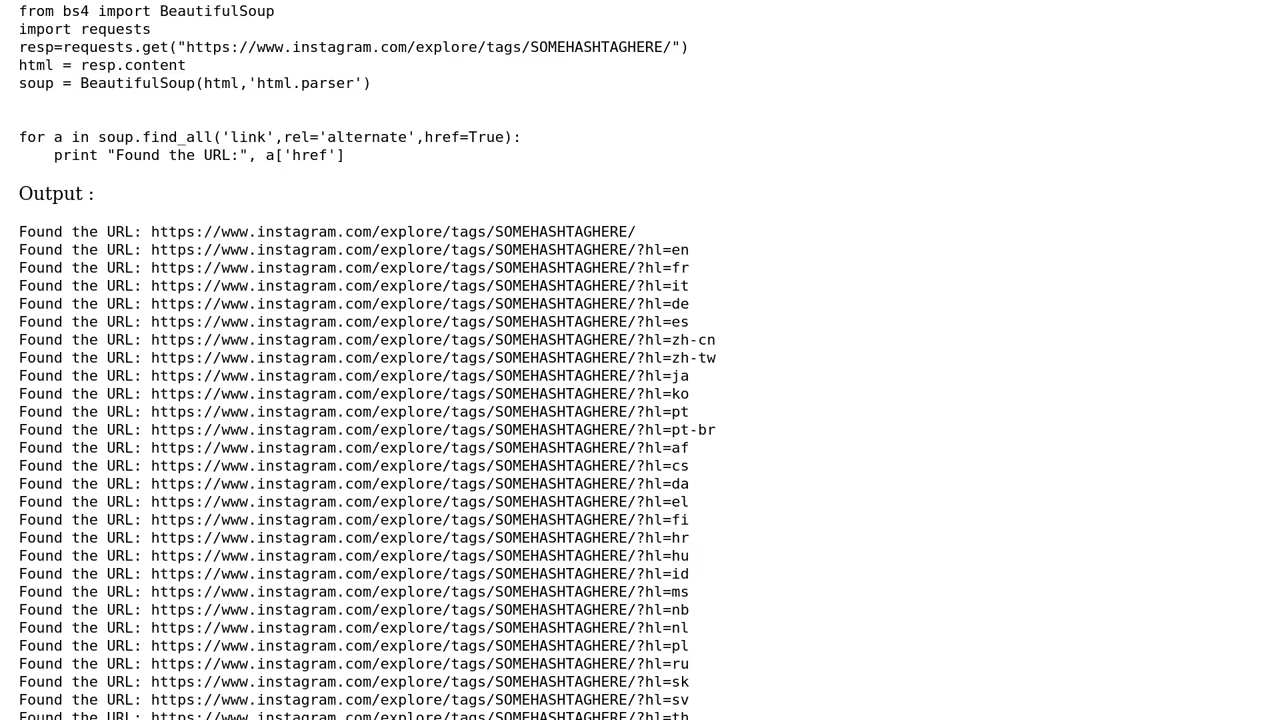 from bs4 import BeautifulSoup
import requests
resp=requests.get("https://www.instagram.com/explore/tags/SOMEHASHTAGHERE/")
html = resp.content
soup = BeautifulSoup(html,'html.parser')
for a in soup.find_all('link',rel='alternate',href=True):
    print "Found the URL:", a['href']
Output :
Found the URL: https://www.instagram.com/explore/tags/SOMEHASHTAGHERE/
Found the URL: https://www.instagram.com/explore/tags/SOMEHASHTAGHERE/?hl=en
Found the URL: https://www.instagram.com/explore/tags/SOMEHASHTAGHERE/?hl=fr
Found the URL: https://www.instagram.com/explore/tags/SOMEHASHTAGHERE/?hl=it
Found the URL: https://www.instagram.com/explore/tags/SOMEHASHTAGHERE/?hl=de
Found the URL: https://www.instagram.com/explore/tags/SOMEHASHTAGHERE/?hl=es
Found the URL: https://www.instagram.com/explore/tags/SOMEHASHTAGHERE/?hl=zh-cn
Found the URL: https://www.instagram.com/explore/tags/SOMEHASHTAGHERE/?hl=zh-tw
Found the URL: https://www.instagram.com/explore/tags/SOMEHASHTAGHERE/?hl=ja
Found the URL: https://www.instagram.com/explore/tags/SOMEHASHTAGHERE/?hl=ko
Found the URL: https://www.instagram.com/explore/tags/SOMEHASHTAGHERE/?hl=pt
Found the URL: https://www.instagram.com/explore/tags/SOMEHASHTAGHERE/?hl=pt-br
Found the URL: https://www.instagram.com/explore/tags/SOMEHASHTAGHERE/?hl=af
Found the URL: https://www.instagram.com/explore/tags/SOMEHASHTAGHERE/?hl=cs
Found the URL: https://www.instagram.com/explore/tags/SOMEHASHTAGHERE/?hl=da
Found the URL: https://www.instagram.com/explore/tags/SOMEHASHTAGHERE/?hl=el
Found the URL: https://www.instagram.com/explore/tags/SOMEHASHTAGHERE/?hl=fi
Found the URL: https://www.instagram.com/explore/tags/SOMEHASHTAGHERE/?hl=hr
Found the URL: https://www.instagram.com/explore/tags/SOMEHASHTAGHERE/?hl=hu
Found the URL: https://www.instagram.com/explore/tags/SOMEHASHTAGHERE/?hl=id
Found the URL: https://www.instagram.com/explore/tags/SOMEHASHTAGHERE/?hl=ms
Found the URL: https://www.instagram.com/explore/tags/SOMEHASHTAGHERE/?hl=nb
Found the URL: https://www.instagram.com/explore/tags/SOMEHASHTAGHERE/?hl=nl
Found the URL: https://www.instagram.com/explore/tags/SOMEHASHTAGHERE/?hl=pl
Found the URL: https://www.instagram.com/explore/tags/SOMEHASHTAGHERE/?hl=ru
Found the URL: https://www.instagram.com/explore/tags/SOMEHASHTAGHERE/?hl=sk
Found the URL: https://www.instagram.com/explore/tags/SOMEHASHTAGHERE/?hl=sv
Found the URL: https://www.instagram.com/explore/tags/SOMEHASHTAGHERE/?hl=th